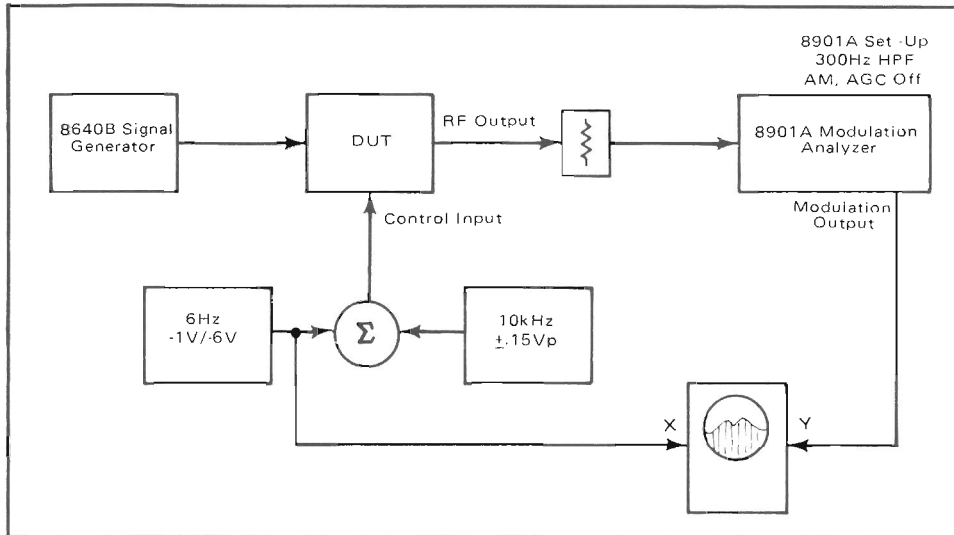 8901A Set-Up
300Hz HPF
AM, AGC Off
8640B Signal
Generator
DUT
RF Output
8901A Modulation
Analyzer
Control Input
Modulation
Output
6Hz
-1V/-6V
Σ
10kHz
±.15Vp
X
Y